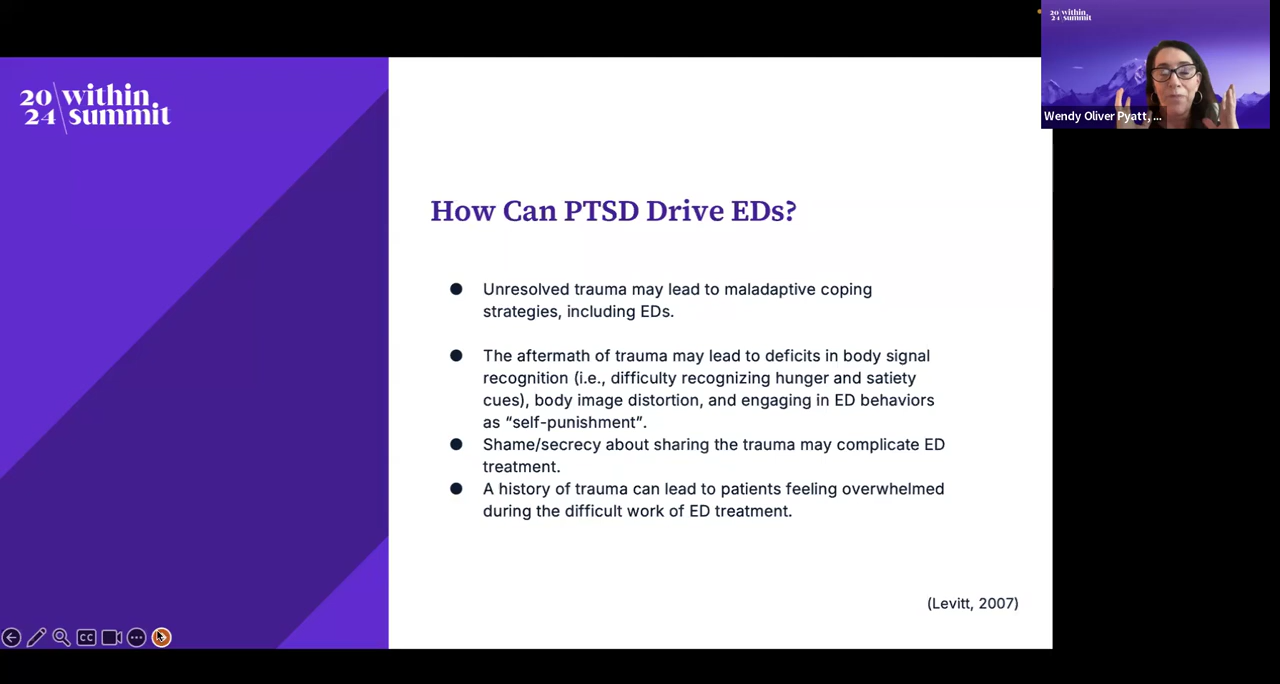 20 within
24 summit
20 within
24 summit
Wendy Oliver Pyatt, ...
How Can PTSD Drive EDs?
● Unresolved trauma may lead to maladaptive coping
strategies, including EDs.
● The aftermath of trauma may lead to deficits in body signal
recognition (i.e., difficulty recognizing hunger and satiety
cues), body image distortion, and engaging in ED behaviors
as “self-punishment”.
● Shame/secrecy about sharing the trauma may complicate ED
treatment.
● A history of trauma can lead to patients feeling overwhelmed
during the difficult work of ED treatment.
(Levitt, 2007)
CC